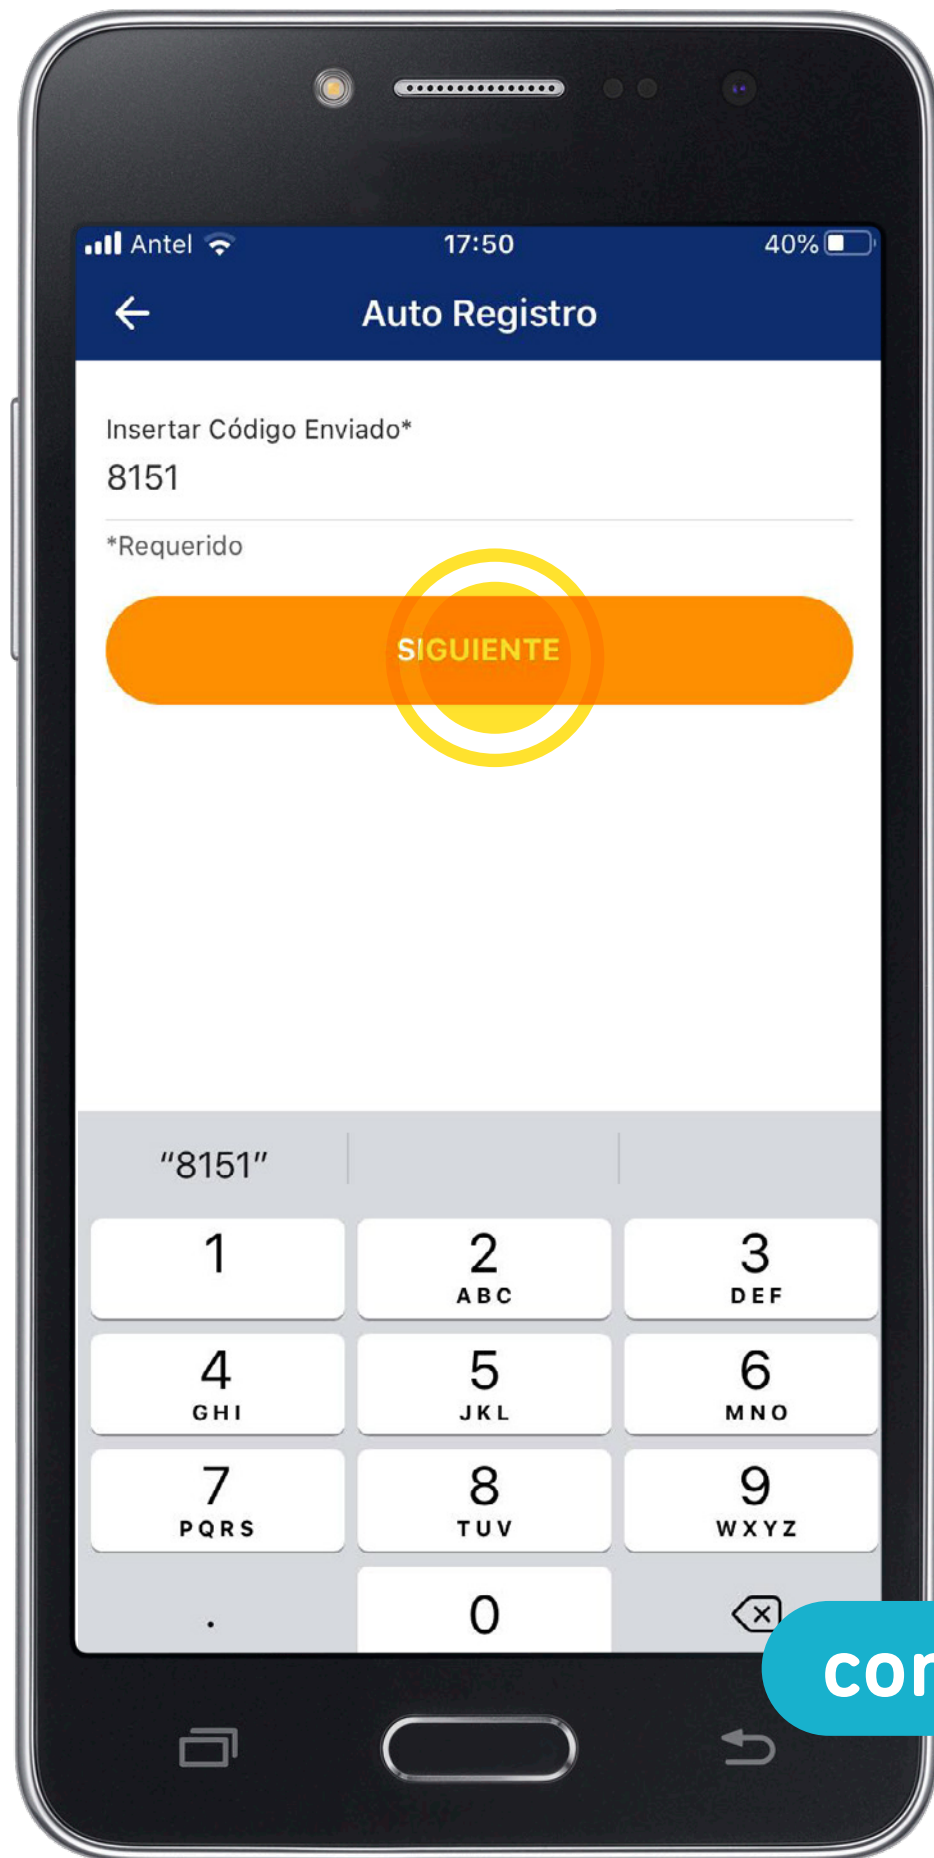 Antel
17:50
40%
Auto Registro
Insertar Código Enviado*
8151
*Requerido
SIGUIENTE
"8151"
1
2
ABC
3
DEF
4
GHI
5
JKL
6
MNO
7
PQRS
8
TUV
9
WXYZ
.
0